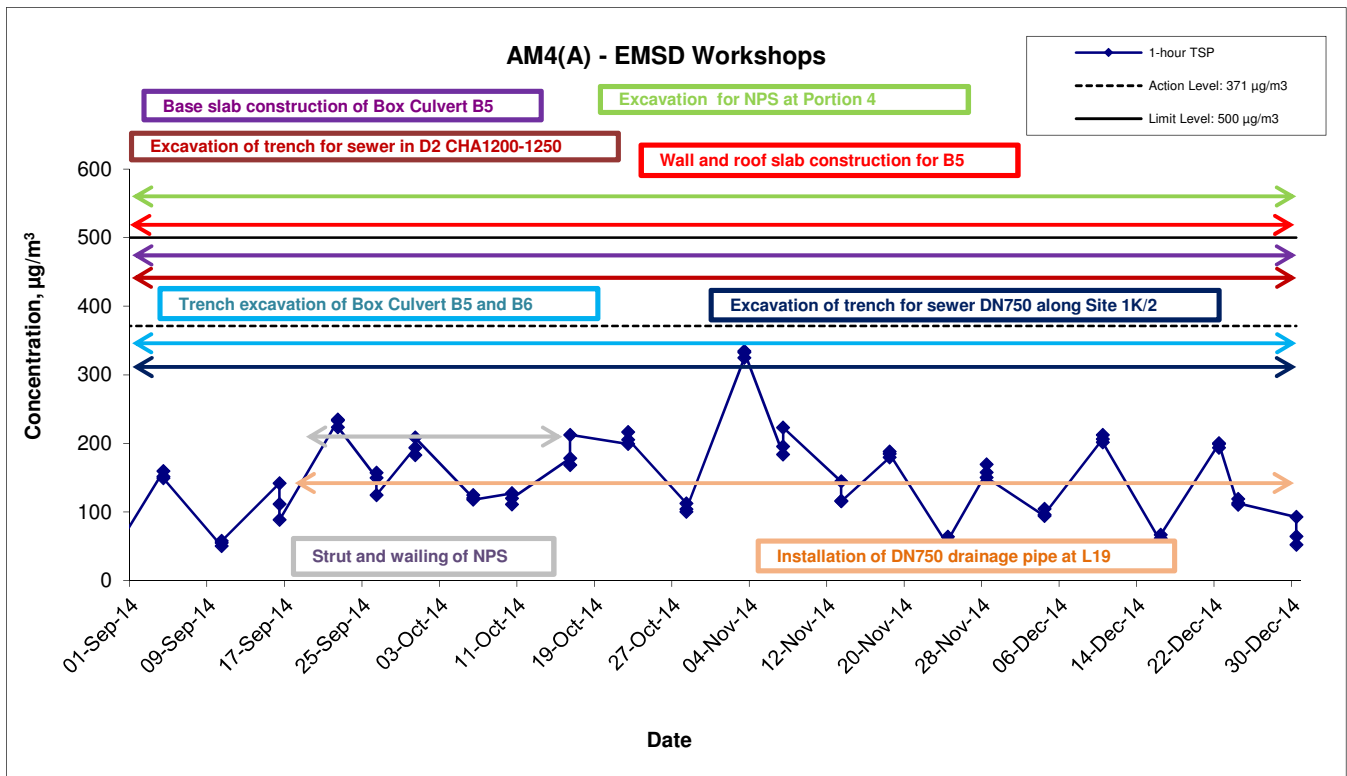 AM4(A) - EMSD Workshops
1-hour TSP
Action Level: 371 µg/m3
Limit Level: 500 µg/m3
Base slab construction of Box Culvert B5
Excavation for NPS at Portion 4
Excavation of trench for sewer in D2 CHA1200-1250
Wall and roof slab construction for B5
Trench excavation of Box Culvert B5 and B6
Excavation of trench for sewer DN750 along Site 1K/2
Strut and wailing of NPS
Installation of DN750 drainage pipe at L19
Concentration, µg/m³
600
500
400
300
200
100
0
01-Sep-14
09-Sep-14
17-Sep-14
25-Sep-14
03-Oct-14
11-Oct-14
19-Oct-14
27-Oct-14
04-Nov-14
12-Nov-14
20-Nov-14
28-Nov-14
06-Dec-14
14-Dec-14
22-Dec-14
30-Dec-14
Date